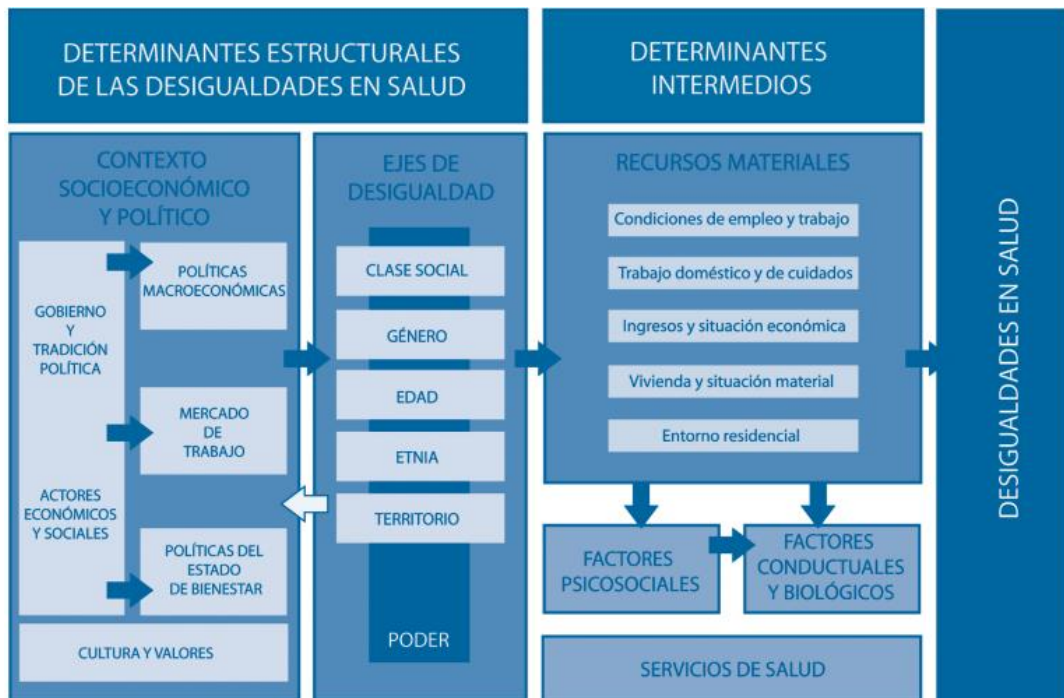 DETERMINANTES ESTRUCTURALES
DE LAS DESIGUALDADES EN SALUD
CONTEXTO
SOCIOECONÓMICO
Y POLÍTICO
GOBIERNO
Y
TRADICIÓN
POLÍTICA
ACTORES
ECONÓMICOS
Y SOCIALES
POLÍTICAS
MACROECONÓMICAS
MERCADO
DE
TRABAJO
POLÍTICAS DEL
ESTADO
DE BIENESTAR
CULTURA Y VALORES
EJES DE
DESIGUALDAD
CLASE SOCIAL
GÉNERO
EDAD
ETNIA
TERRITORIO
PODER
DETERMINANTES
INTERMEDIOS
RECURSOS MATERIALES
Condiciones de empleo y trabajo
Trabajo doméstico y de cuidados
Ingresos y situación económica
Vivienda y situación material
Entorno residencial
FACTORES
PSICOSOCIALES
FACTORES
CONDUCTUALES
Y BIOLÓGICOS
SERVICIOS DE SALUD
DESIGUALDADES EN SALUD